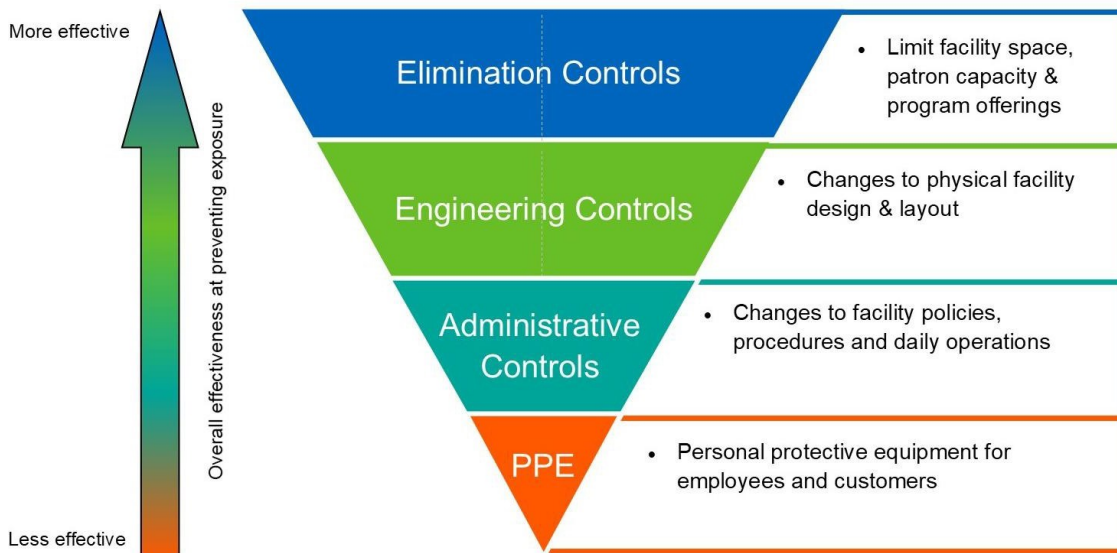 More effective
Overall effectiveness at preventing exposure
Less effective
Elimination Controls
• Limit facility space,
patron capacity &
program offerings
Engineering Controls
• Changes to physical facility
design & layout
Administrative
Controls
• Changes to facility policies,
procedures and daily operations
PPE
• Personal protective equipment for
employees and customers